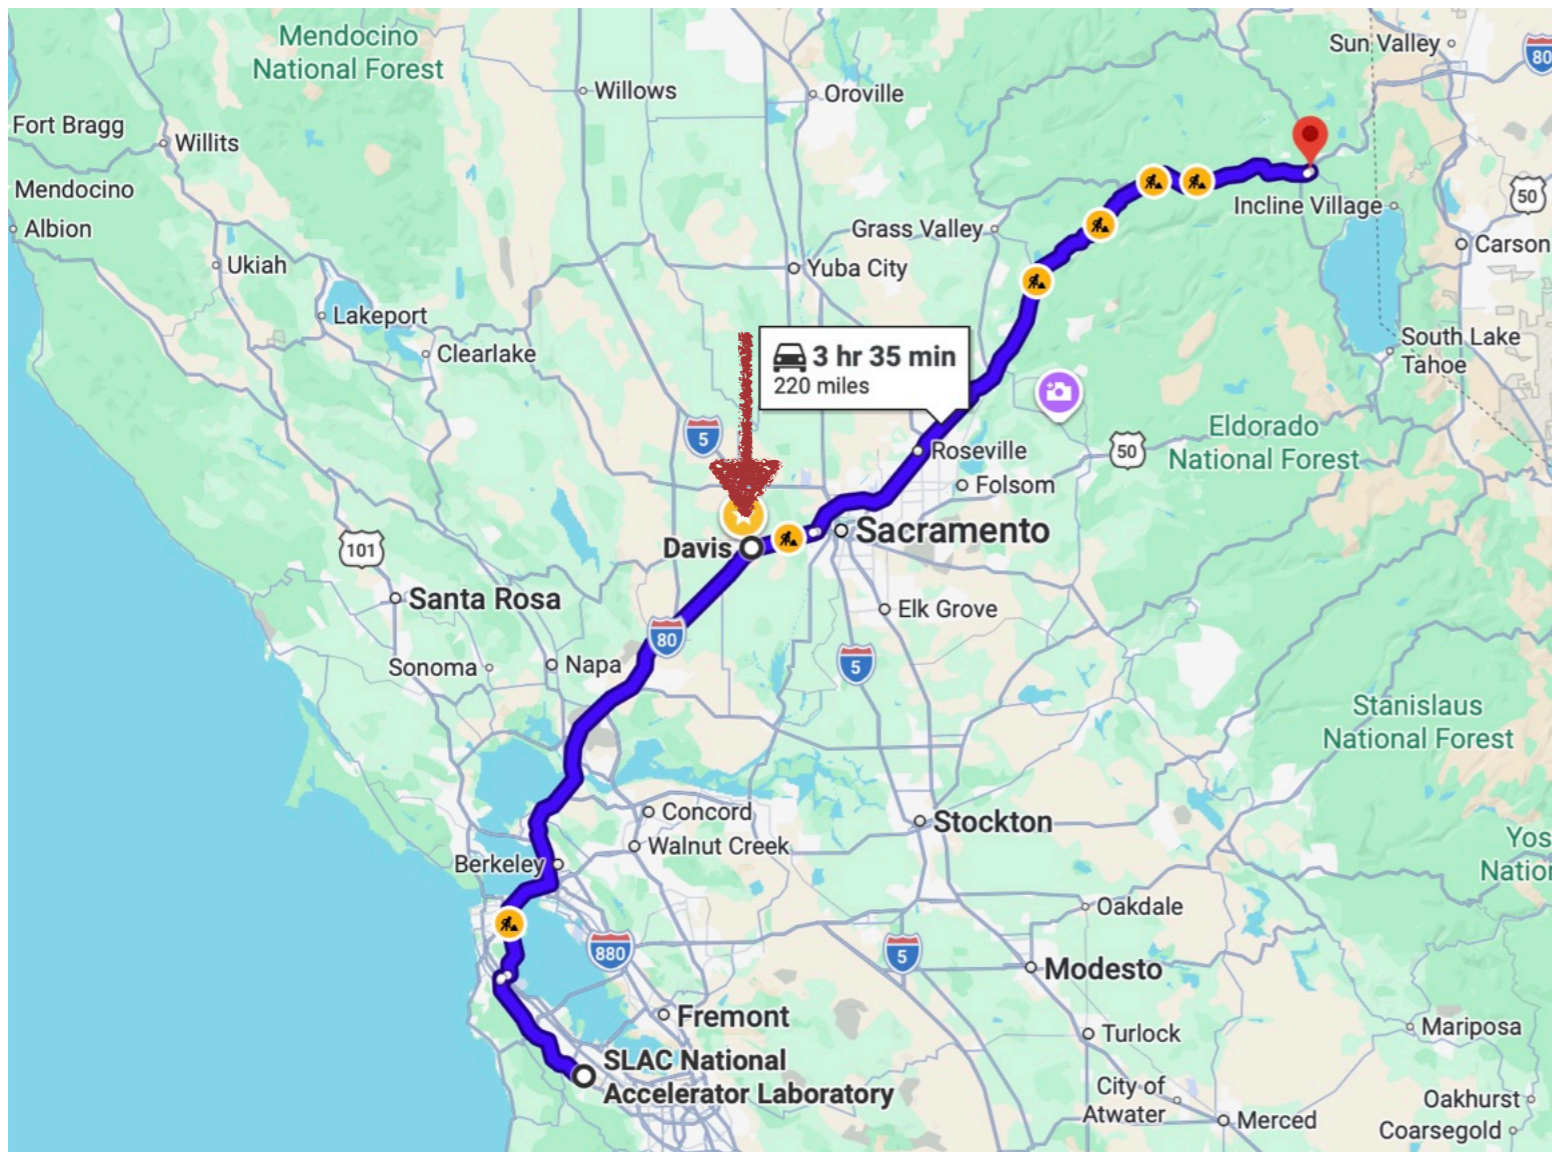 Mendocino
National Forest
Sun Valley
80
Willows
Oroville
Fort Bragg
Willits
Mendocino
50
Incline Village
Albion
Grass Valley
Carson
Ukiah
Yuba City
Lakeport
South Lake
Tahoe
Clearlake
3 hr 35 min
220 miles
5
Eldorado
National Forest
50
Roseville
Folsom
101
Davis
Sacramento
Santa Rosa
Elk Grove
80
Sonoma
Napa
5
Stanislaus
National Forest
Concord
Stockton
Walnut Creek
Yos
Nation
Berkeley
Oakdale
880
5
Modesto
Fremont
Mariposa
Turlock
SLAC National
Accelerator Laboratory
City of
Atwater
Oakhurst
Merced
Coarsegold